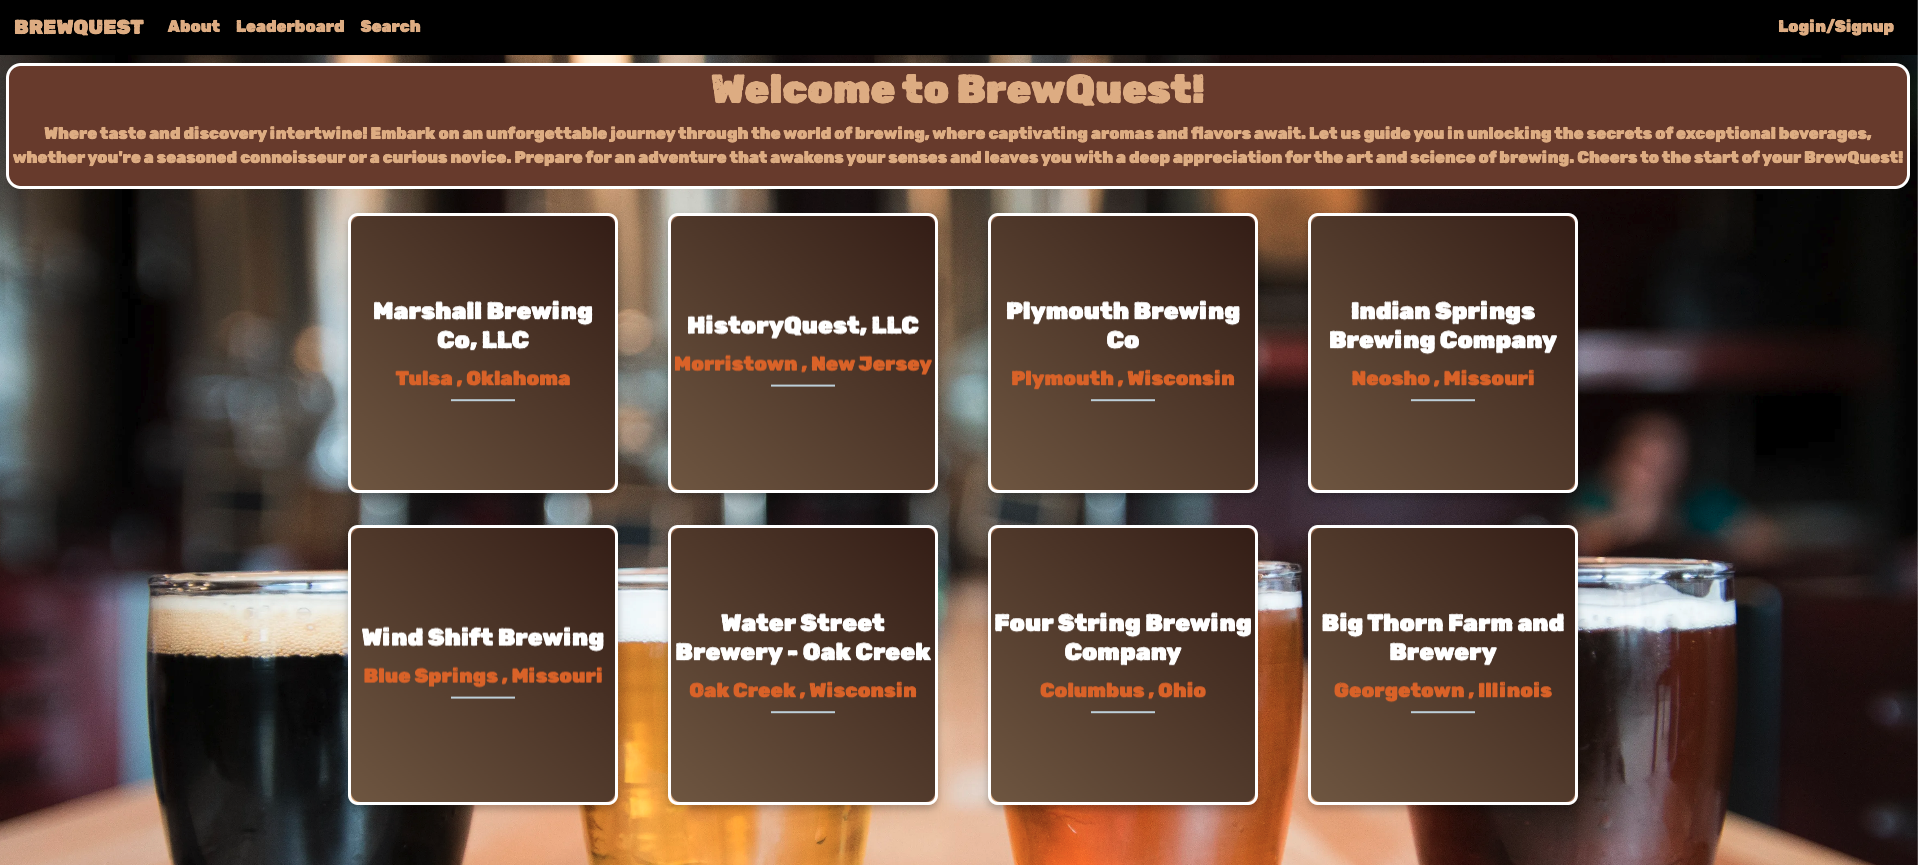 BREWQUEST About Leaderboard Search Login/Signup
Welcome to BrewQuest!
Where taste and discovery intertwine! Embark on an unforgettable journey through the world of brewing, where captivating aromas and flavors await. Let us guide you in unlocking the secrets of exceptional beverages,
whether you're a seasoned connoisseur or a curious novice. Prepare for an adventure that awakens your senses and leaves you with a deep appreciation for the art and science of brewing. Cheers to the start of your BrewQuest!
Marshall Brewing
Co, LLC
Tulsa , Oklahoma
HistoryQuest, LLC
Morristown , New Jersey
Plymouth Brewing
Co
Plymouth , Wisconsin
Indian Springs
Brewing Company
Neosho , Missouri
Wind Shift Brewing
Blue Springs , Missouri
Water Street
Brewery - Oak Creek
Oak Creek , Wisconsin
Four String Brewing
Company
Columbus , Ohio
Big Thorn Farm and
Brewery
Georgetown , Illinois